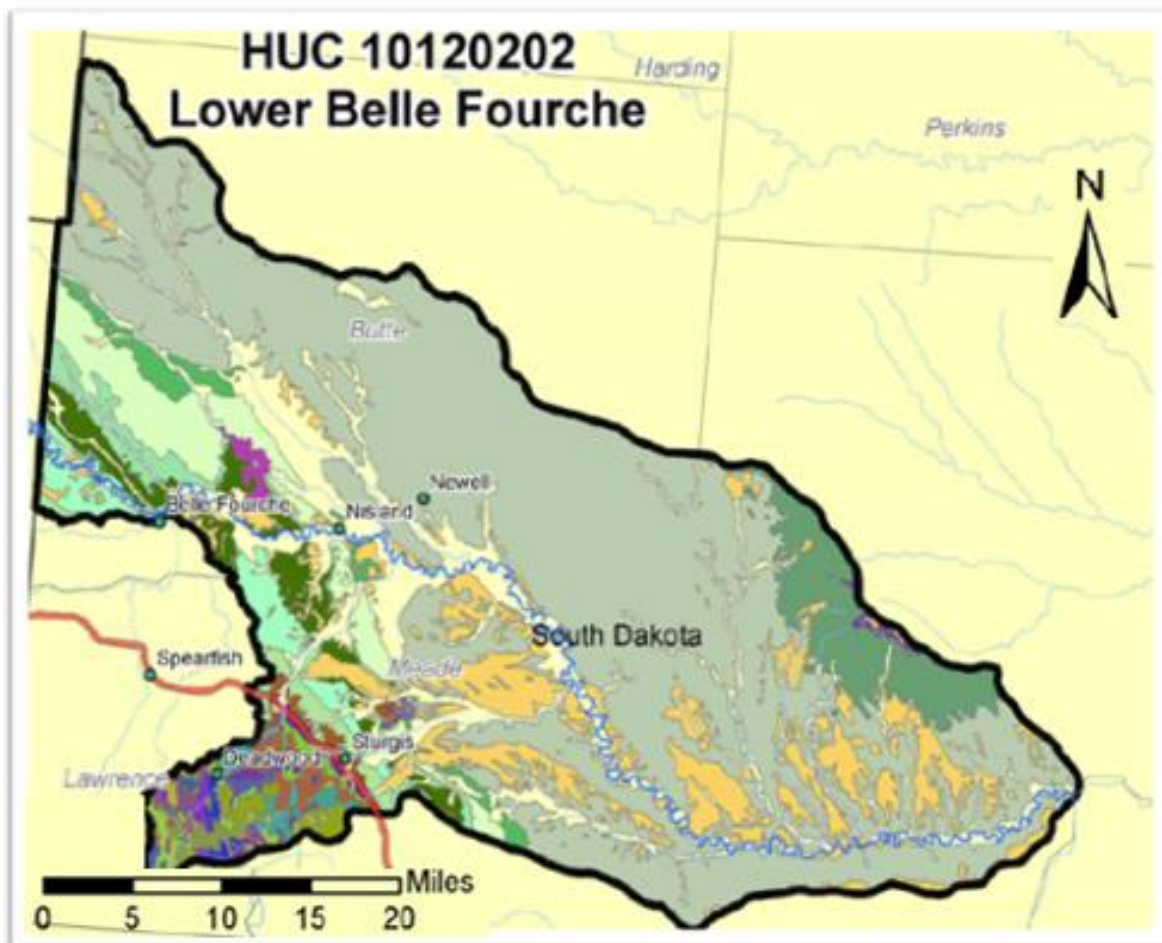 HUC 10120202
Lower Belle Fourche
Harding
Perkins
N
Butte
Newell
Belle Fourche
Nisland
South Dakota
Spearfish
Meade
Sturgis
Deadwood
Lawrence
Miles
0 5 10 15 20